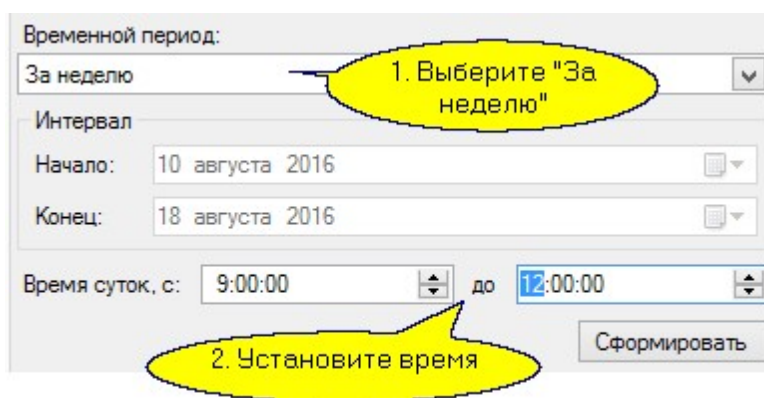 Временной период:
За неделю
1. Выберите "За
неделю"
Интервал
Начало: 10 августа 2016
Конец: 18 августа 2016
Время суток, с: 9:00:00 до 12:00:00
2. Установите время
Сформировать